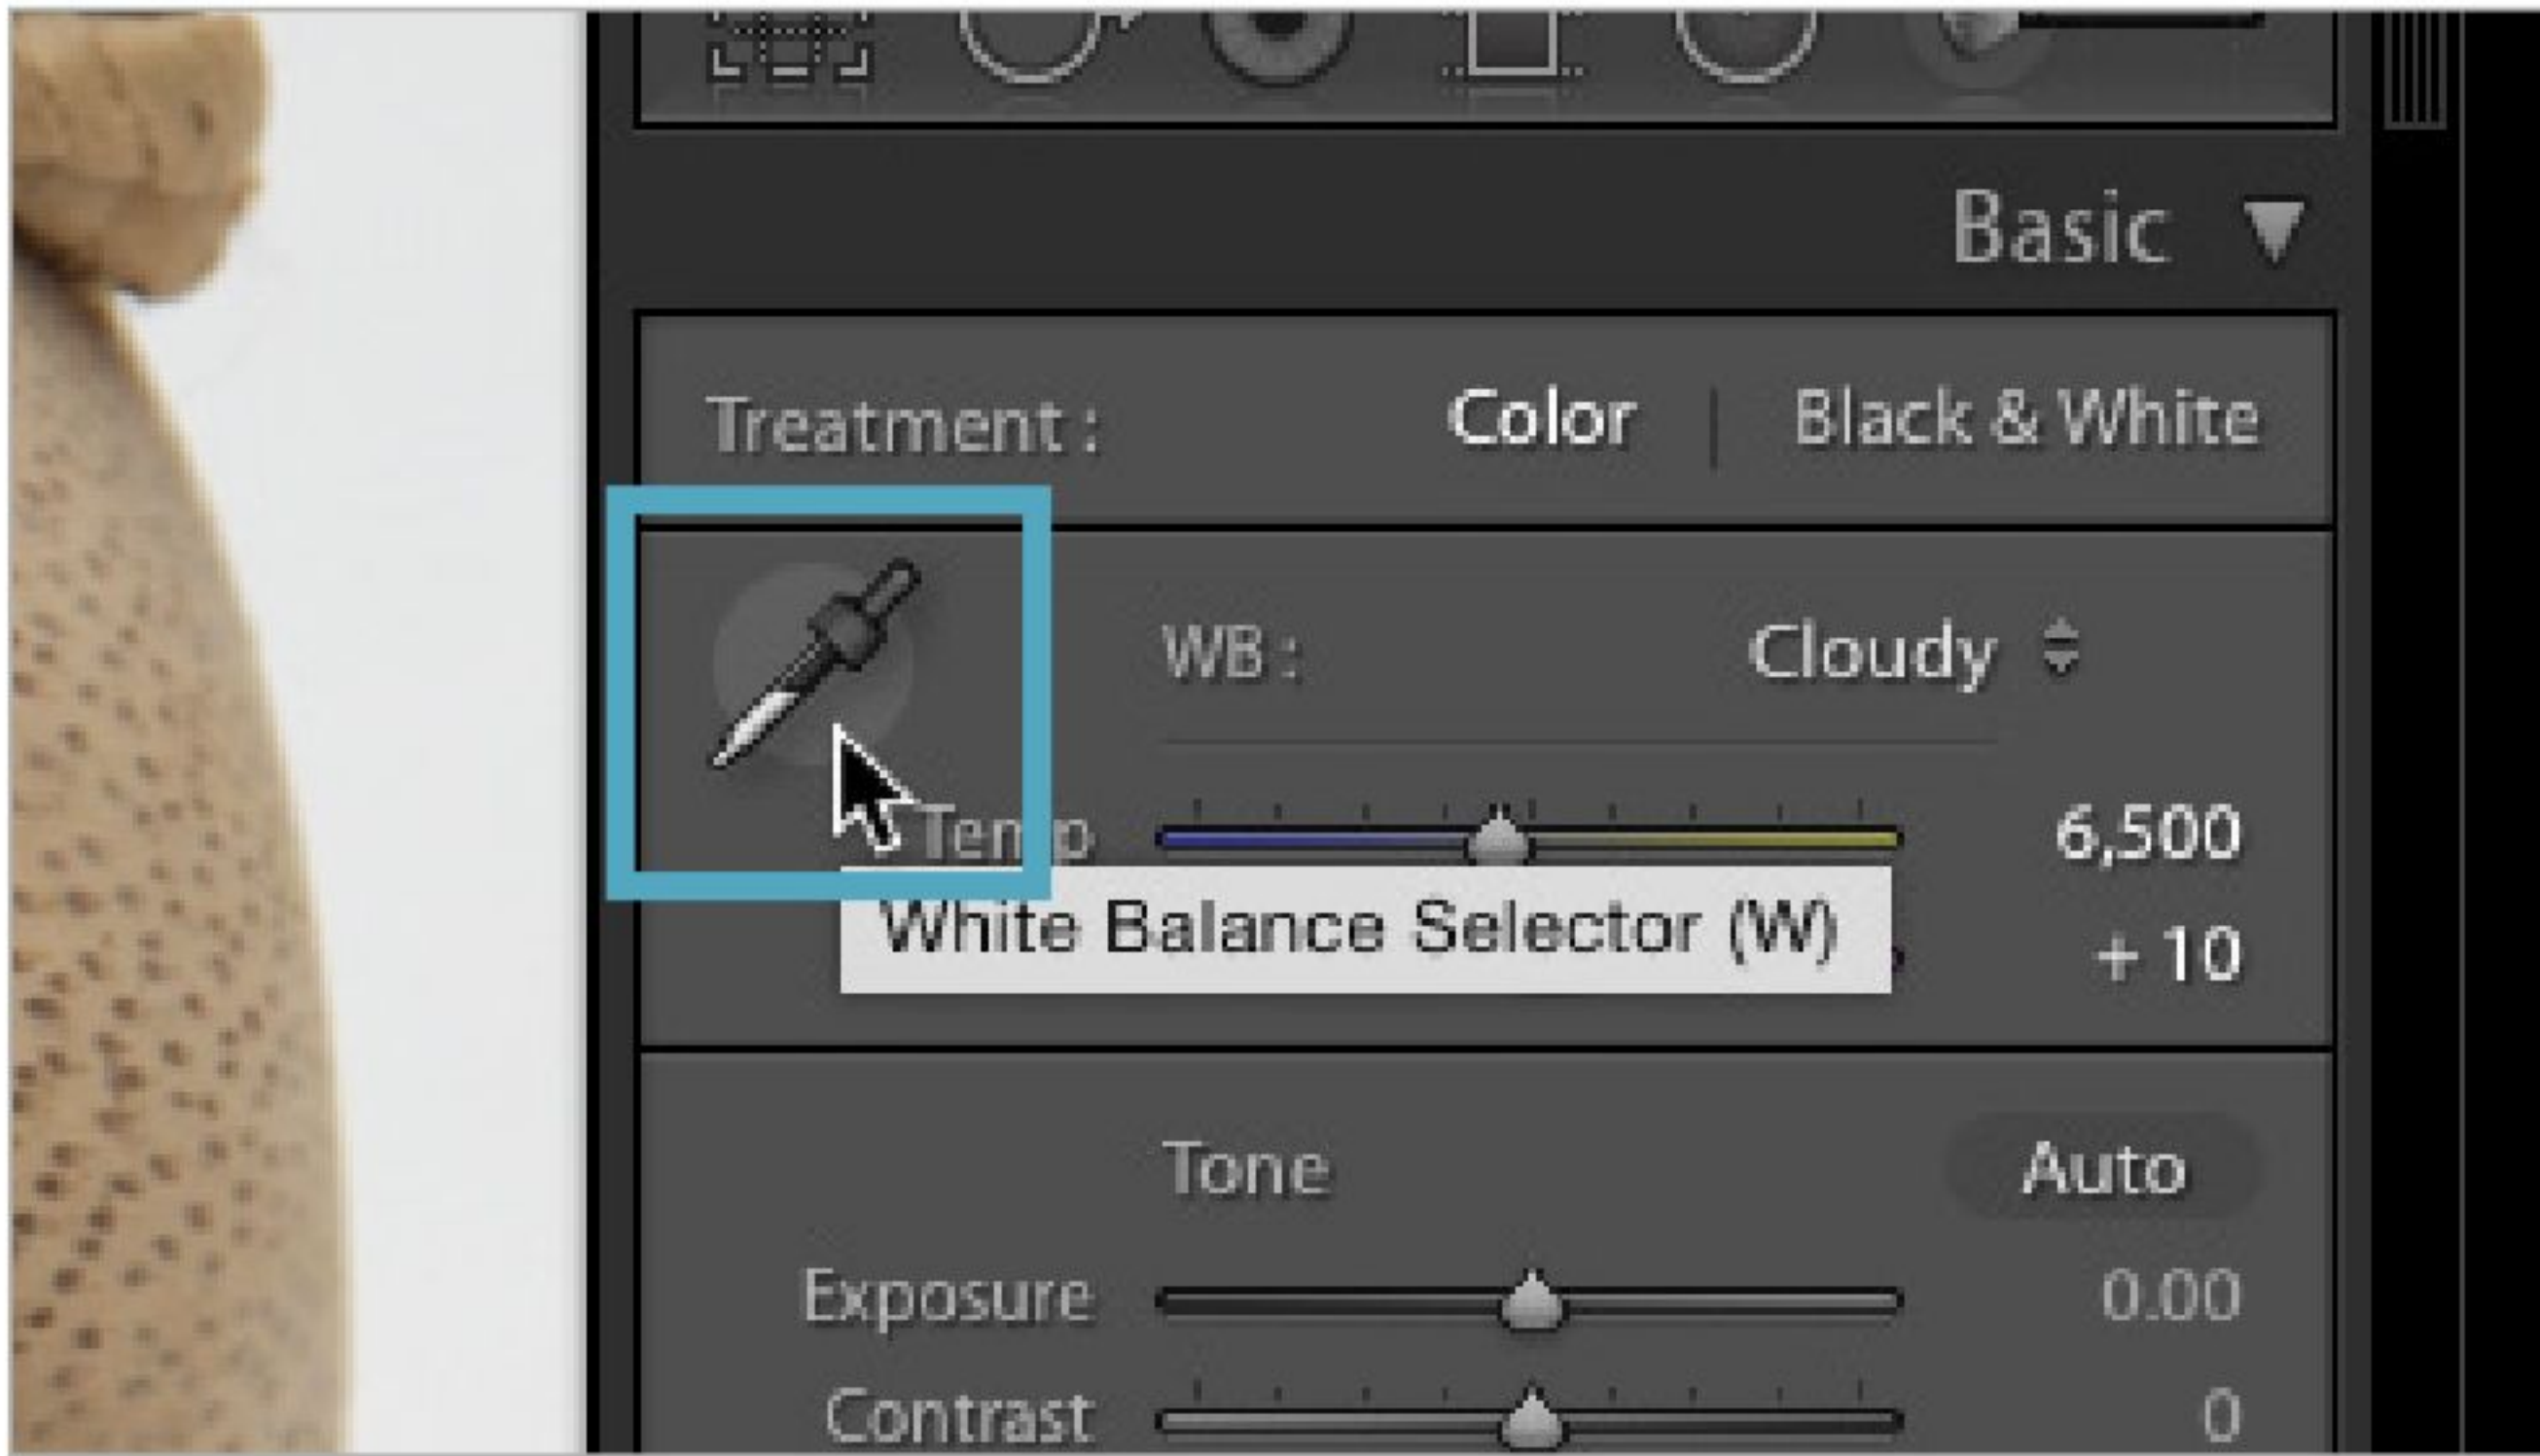 Basic
Treatment : Color | Black & White
WB : Cloudy
Temp 6,500
White Balance Selector (W)
+ 10
Tone Auto
Exposure 0.00
Contrast 0